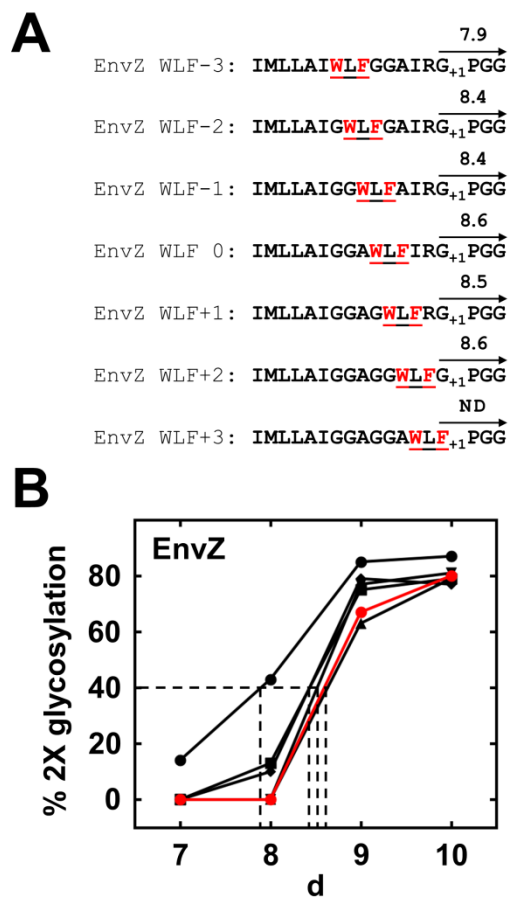 A
7.9
EnvZ WLF-3: IMLLAIWLFGGAIRG+1PGG
8.4
EnvZ WLF-2: IMLLAIGWLFGAIRG+1PGG
8.4
EnvZ WLF-1: IMLLAIGGWLFAIRG+1PGG
8.6
EnvZ WLF 0: IMLLAIGGAWLFIRG+1PGG
8.5
EnvZ WLF+1: IMLLAIGGAGWLFRG+1PGG
8.6
EnvZ WLF+2: IMLLAIGGAGGWLFG+1PGG
ND
EnvZ WLF+3: IMLLAIGGAGGAWLF+1PGG
B
EnvZ
% 2X glycosylation
80
60
40
20
0
7 8 9 10
d